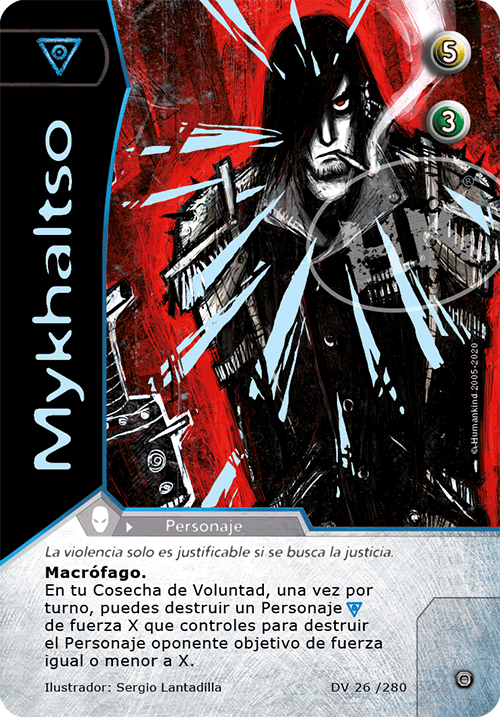 5
3
Mykhaltso
HK
®
© Humankind 2005-2020
Personaje
La violencia solo es justificable si se busca la justicia.
Macrófago.
En tu Cosecha de Voluntad, una vez por
turno, puedes destruir un Personaje
de fuerza X que controles para destruir
el Personaje oponente objetivo de fuerza
igual o menor a X.
Ilustrador: Sergio Lantadilla
DV 26 /280